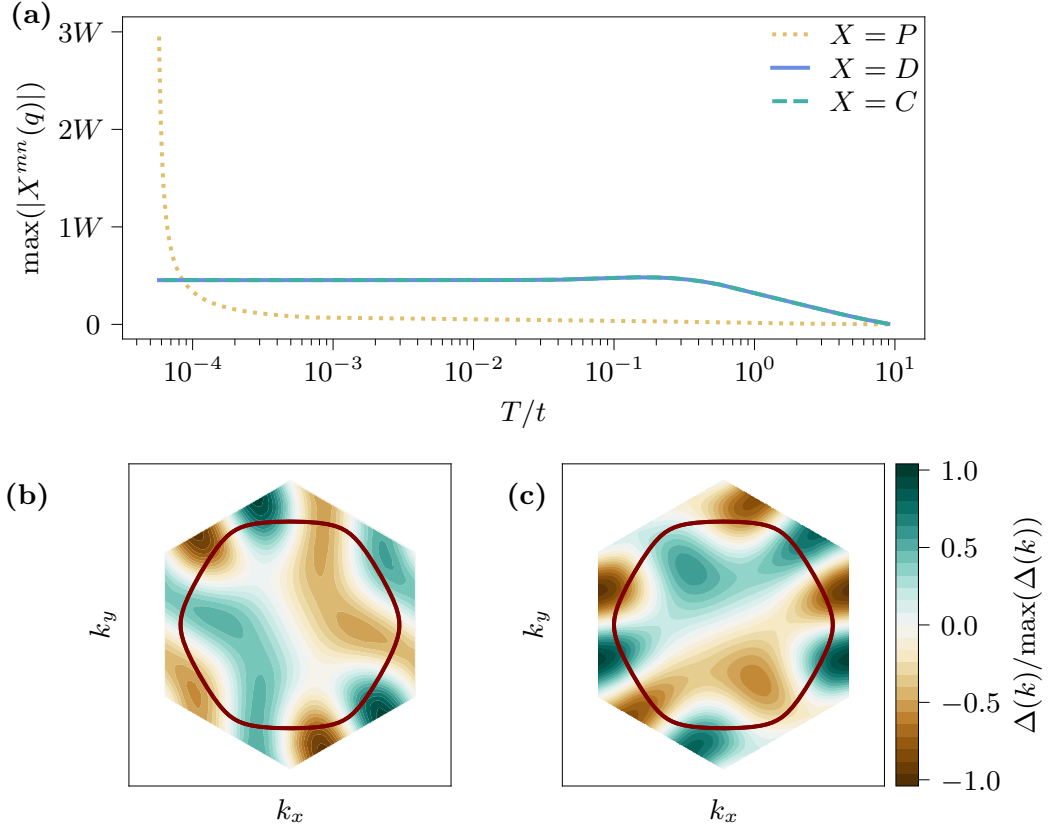 (a)
max(|X^{mn}(q)|)
3W
2W
1W
0
X = P
X = D
X = C
10^{-4}
10^{-3}
10^{-2}
10^{-1}
10^{0}
10^{1}
T/t
(b)
k_y
k_x
(c)
k_y
k_x
1.0
0.5
0.0
−0.5
−1.0
Δ(k)/max(Δ(k))